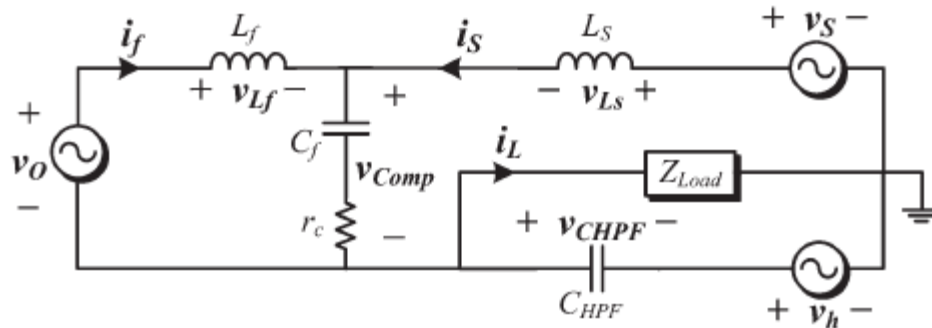 i_f L_f i_S L_S + v_S −
+ v_Lf − + − v_Ls +
+ v_O − C_f v_Comp i_L Z_Load
r_c − + v_CHPF −
C_HPF + v_h −